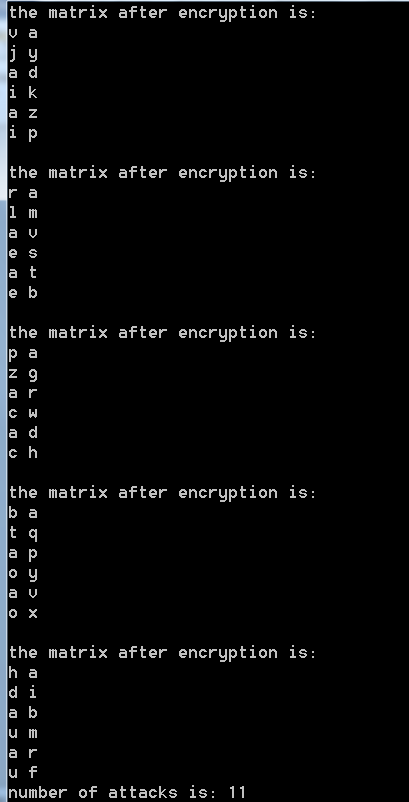 the matrix after encryption is:
v a
j y
a d
i k
a z
i p
the matrix after encryption is:
r a
l m
a v
e s
a t
e b
the matrix after encryption is:
p a
z g
a r
c w
a d
c h
the matrix after encryption is:
b a
t q
a p
o y
a v
o x
the matrix after encryption is:
h a
d i
a b
u m
a r
u f
number of attacks is: 11